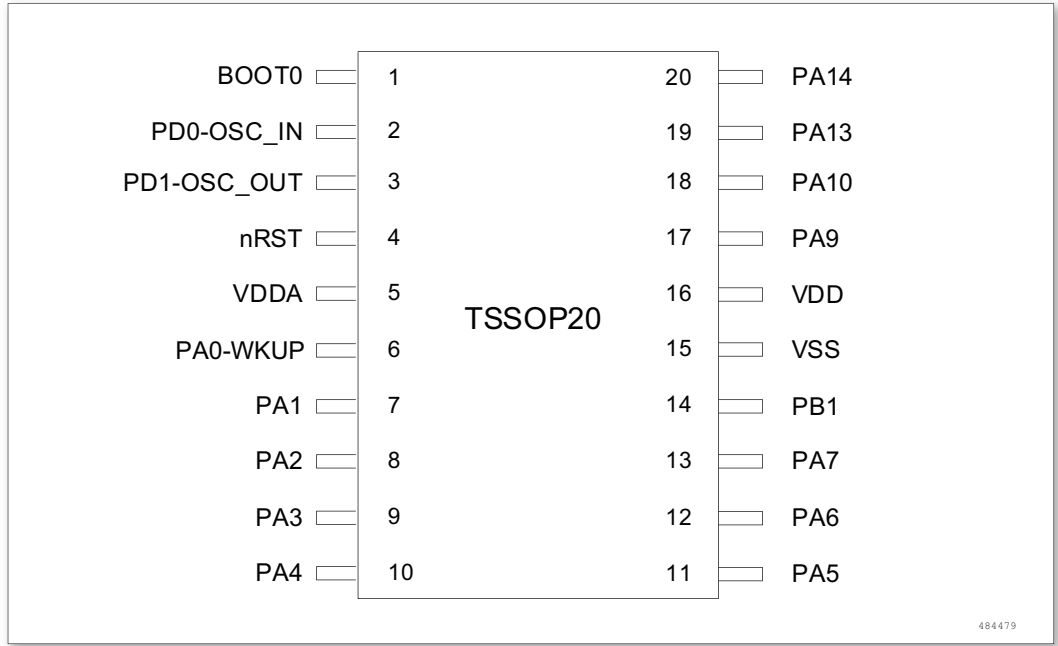 BOOT0 1 20 PA14
PD0-OSC_IN 2 19 PA13
PD1-OSC_OUT 3 18 PA10
nRST 4 17 PA9
VDDA 5 16 VDD
TSSOP20
PA0-WKUP 6 15 VSS
PA1 7 14 PB1
PA2 8 13 PA7
PA3 9 12 PA6
PA4 10 11 PA5
484479